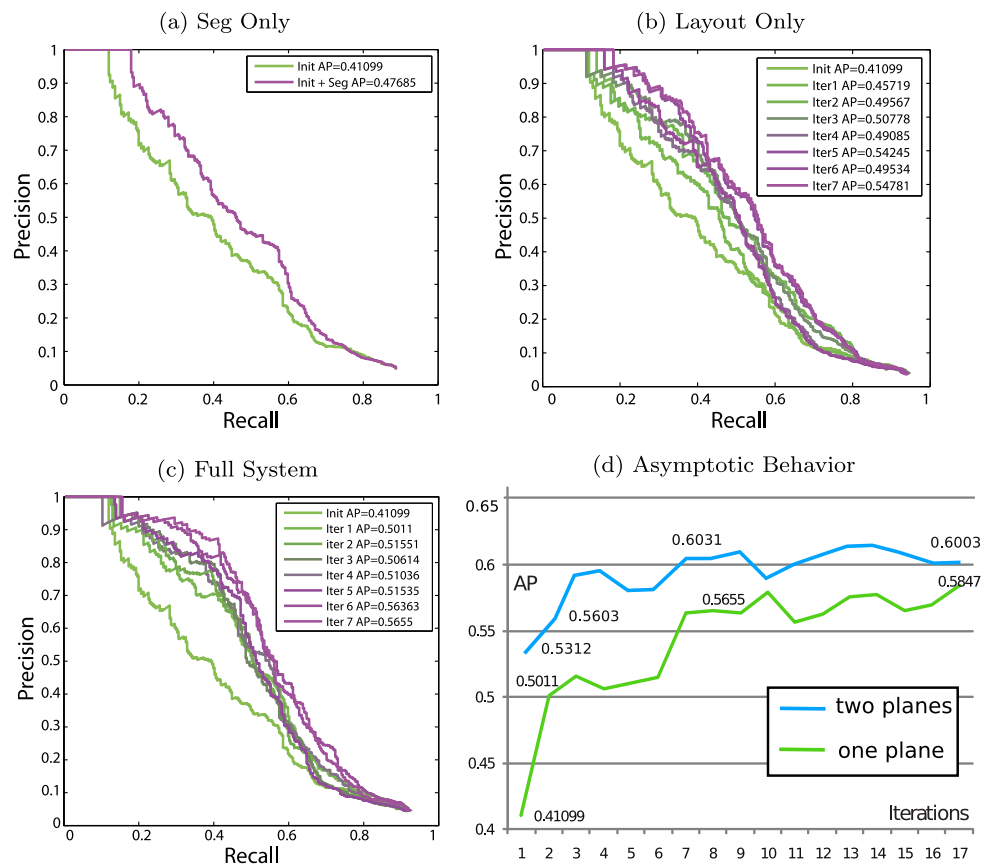 (a) Seg Only
1
0.9
0.8
0.7
0.6
0.5
0.4
0.3
0.2
0.1
0
Precision
Init AP=0.41099
Init + Seg AP=0.47685
0 0.2 0.4 0.6 0.8 1
Recall
(b) Layout Only
1
0.9
0.8
0.7
0.6
0.5
0.4
0.3
0.2
0.1
0
Precision
Init AP=0.41099
Iter1 AP=0.45719
Iter2 AP=0.49567
Iter3 AP=0.50778
Iter4 AP=0.49085
Iter5 AP=0.54245
Iter6 AP=0.49534
Iter7 AP=0.54781
0 0.2 0.4 0.6 0.8 1
Recall
(c) Full System
1
0.9
0.8
0.7
0.6
0.5
0.4
0.3
0.2
0.1
0
Precision
Init AP=0.41099
Iter 1 AP=0.5011
iter 2 AP=0.51551
Iter 3 AP=0.50614
Iter 4 AP=0.51036
Iter 5 AP=0.51535
Iter 6 AP=0.56363
Iter 7 AP=0.5655
0 0.2 0.4 0.6 0.8 1
Recall
(d) Asymptotic Behavior
0.65
0.6
0.55
0.5
0.45
0.4
AP
0.6031
0.6003
0.5847
0.5655
0.5603
0.5312
0.5011
0.41099
two planes
one plane
Iterations
1 2 3 4 5 6 7 8 9 10 11 12 13 14 15 16 17